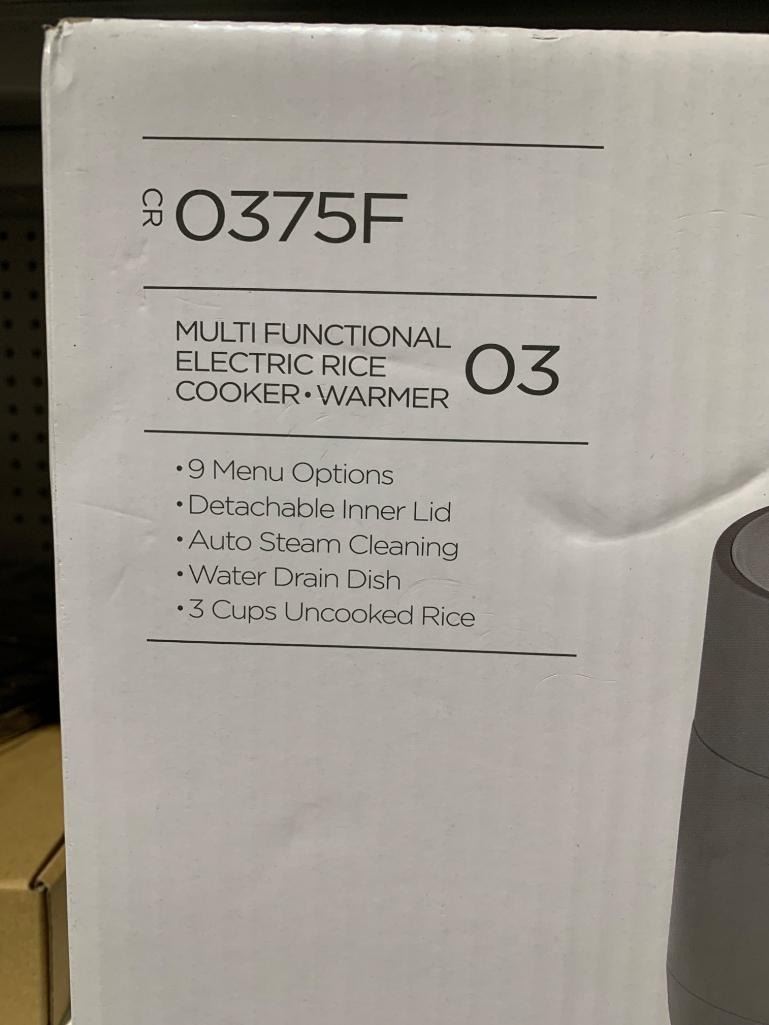 CR 0375F
MULTI FUNCTIONAL
ELECTRIC RICE
COOKER•WARMER
03
•9 Menu Options
•Detachable Inner Lid
•Auto Steam Cleaning
•Water Drain Dish
•3 Cups Uncooked Rice